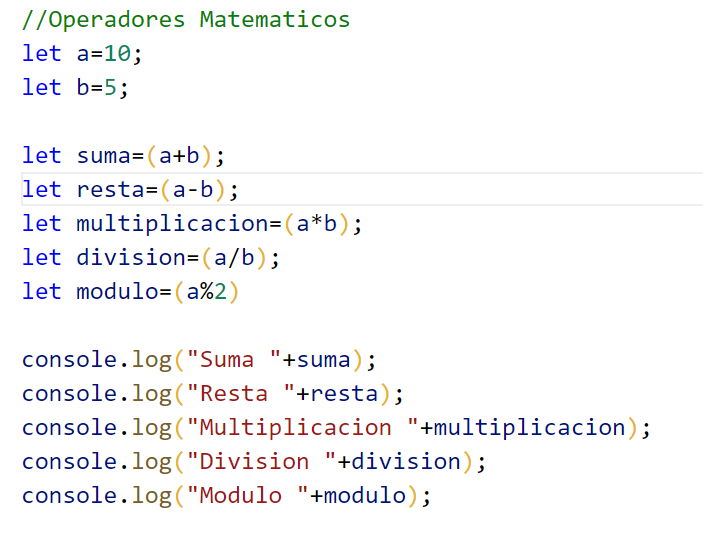 //Operadores Matematicos
let a=10;
let b=5;
let suma=(a+b);
let resta=(a-b);
let multiplicacion=(a*b);
let division=(a/b);
let modulo=(a%2)
console.log("Suma "+suma);
console.log("Resta "+resta);
console.log("Multiplicacion "+multiplicacion);
console.log("Division "+division);
console.log("Modulo "+modulo);